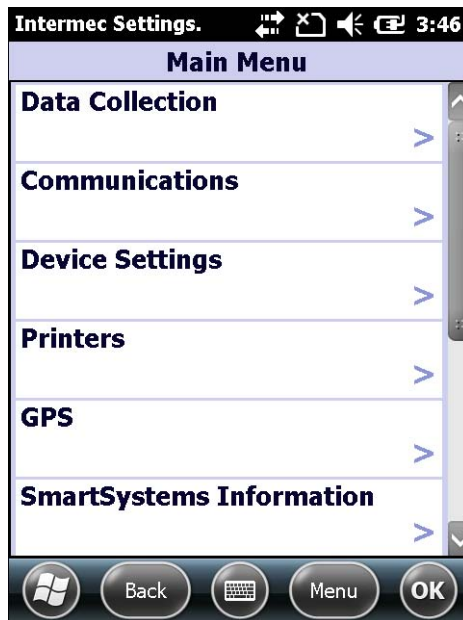 Intermec Settings. 3:46
Main Menu
Data Collection
>
Communications
>
Device Settings
>
Printers
>
GPS
>
SmartSystems Information
>
Back Menu OK